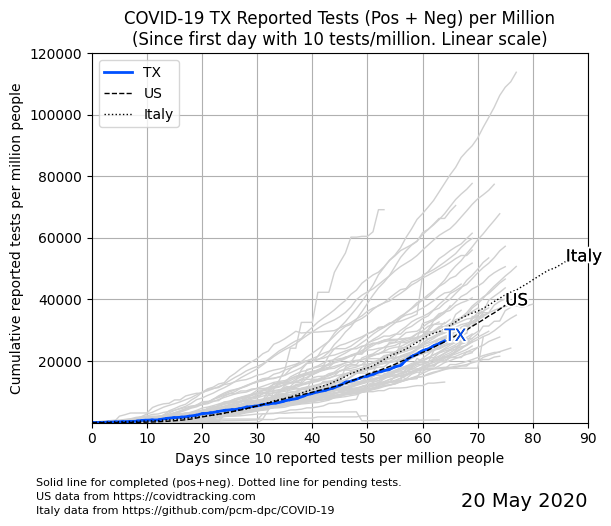 COVID-19 TX Reported Tests (Pos + Neg) per Million
(Since first day with 10 tests/million. Linear scale)
Cumulative reported tests per million people
120000
100000
80000
60000
40000
20000
TX
US
Italy
Italy
US
TX
0 10 20 30 40 50 60 70 80 90
Days since 10 reported tests per million people
Solid line for completed (pos+neg). Dotted line for pending tests.
US data from https://covidtracking.com
Italy data from https://github.com/pcm-dpc/COVID-19
20 May 2020